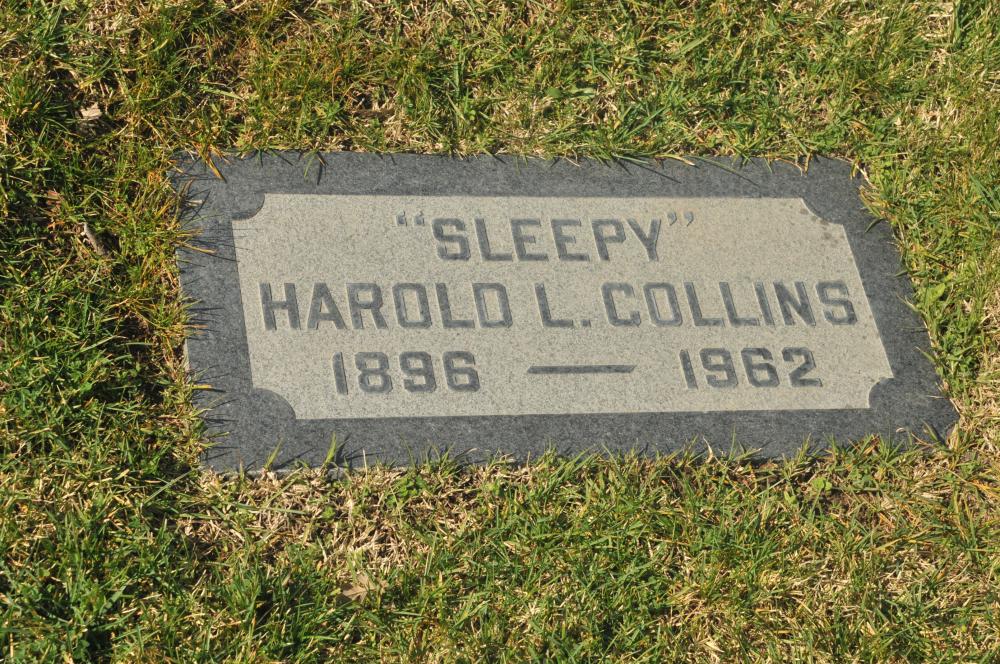 "SLEEPY"
HAROLD L. COLLINS
1896 — 1962